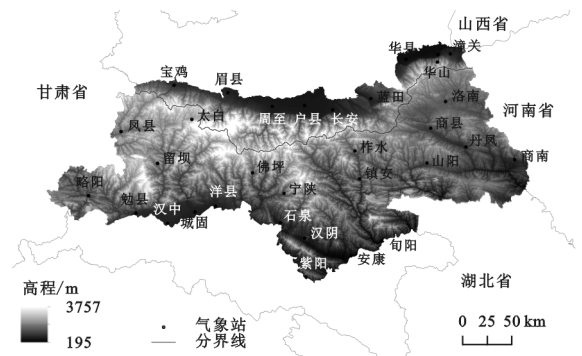 山西省
华县 潼关
华山
宝鸡
眉县
甘肃省
蓝田
洛南
河南省
太白
周至 户县 长安
凤县
商县
丹凤
柞水
商南
留坝
佛坪
山阳
镇安
略阳
勉县
洋县
宁陕
汉中
城固
石泉
汉阴
旬阳
安康
紫阳
湖北省
高程/m
3757
195
气象站
分界线
0 25 50 km